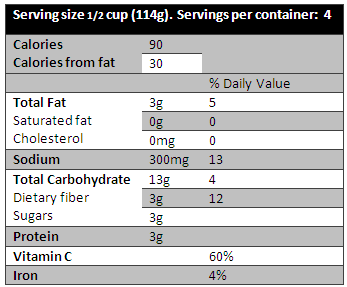 Serving size 1/2 cup (114g). Servings per container: 4
Calories 90
Calories from fat 30
% Daily Value
Total Fat 3g 5
Saturated fat 0g 0
Cholesterol 0mg 0
Sodium 300mg 13
Total Carbohydrate 13g 4
Dietary fiber 3g 12
Sugars 3g
Protein 3g
Vitamin C 60%
Iron 4%